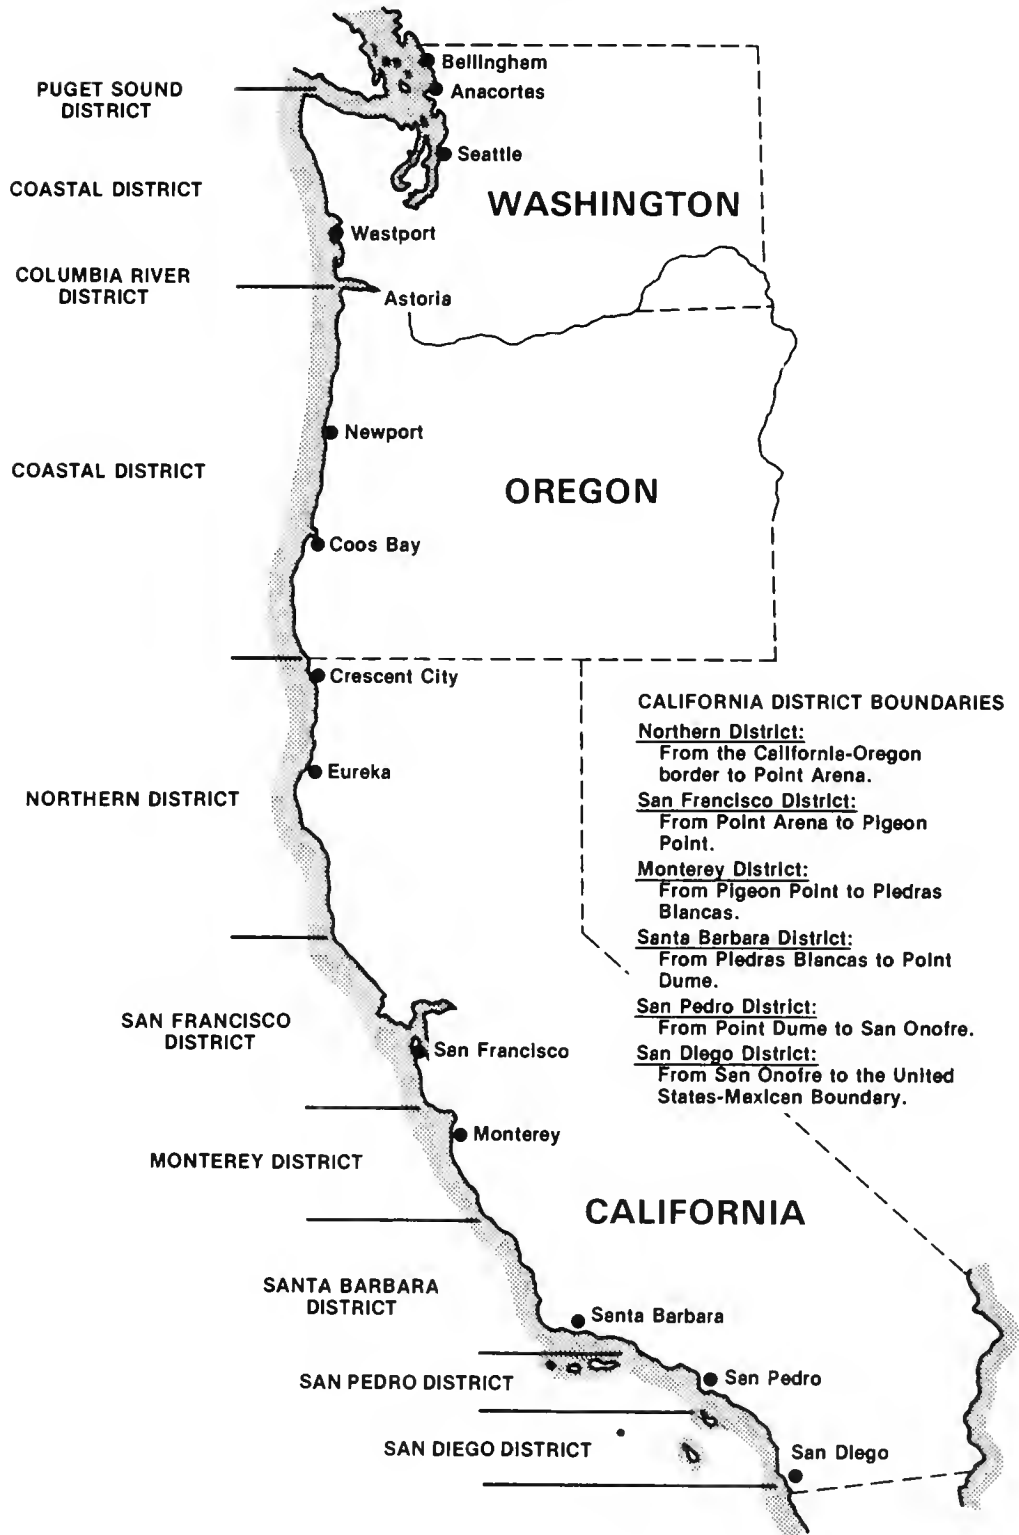 Bellingham
PUGET SOUND
DISTRICT
Anacortes
Seattle
COASTAL DISTRICT
WASHINGTON
Westport
COLUMBIA RIVER
DISTRICT
Astoria
Newport
COASTAL DISTRICT
OREGON
Coos Bay
Crescent City
Eureka
NORTHERN DISTRICT
CALIFORNIA DISTRICT BOUNDARIES
Northern District:
From the California-Oregon
border to Point Arena.
San Francisco District:
From Point Arena to Pigeon
Point.
Monterey District:
From Pigeon Point to Piedras
Blancas.
Santa Barbara District:
From Piedras Blancas to Point
Dume.
San Pedro District:
From Point Dume to San Onofre.
San Diego District:
From San Onofre to the United
States-Mexican Boundary.
SAN FRANCISCO
DISTRICT
San Francisco
Monterey
MONTEREY DISTRICT
CALIFORNIA
SANTA BARBARA
DISTRICT
Santa Barbara
SAN PEDRO DISTRICT
San Pedro
SAN DIEGO DISTRICT
San Diego